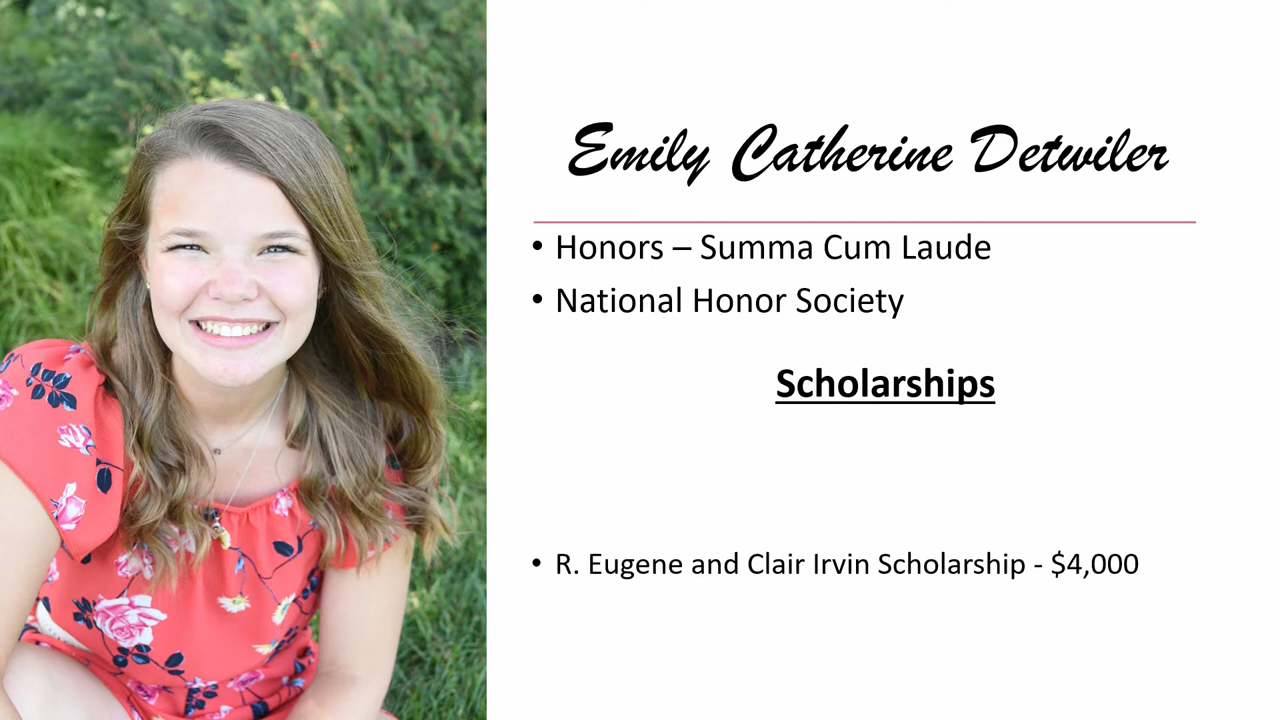 Emily Catherine Detwiler
• Honors – Summa Cum Laude
• National Honor Society
Scholarships
• R. Eugene and Clair Irvin Scholarship - $4,000